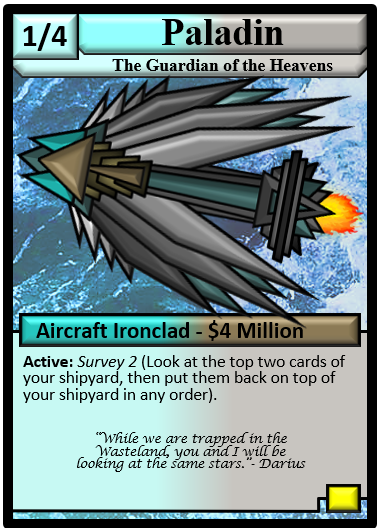 1/4
Paladin
The Guardian of the Heavens
Aircraft Ironclad - $4 Million
Active: Survey 2 (Look at the top two cards of
your shipyard, then put them back on top of
your shipyard in any order).
"While we are trapped in the
Wasteland, you and I will be
looking at the same stars."- Darius